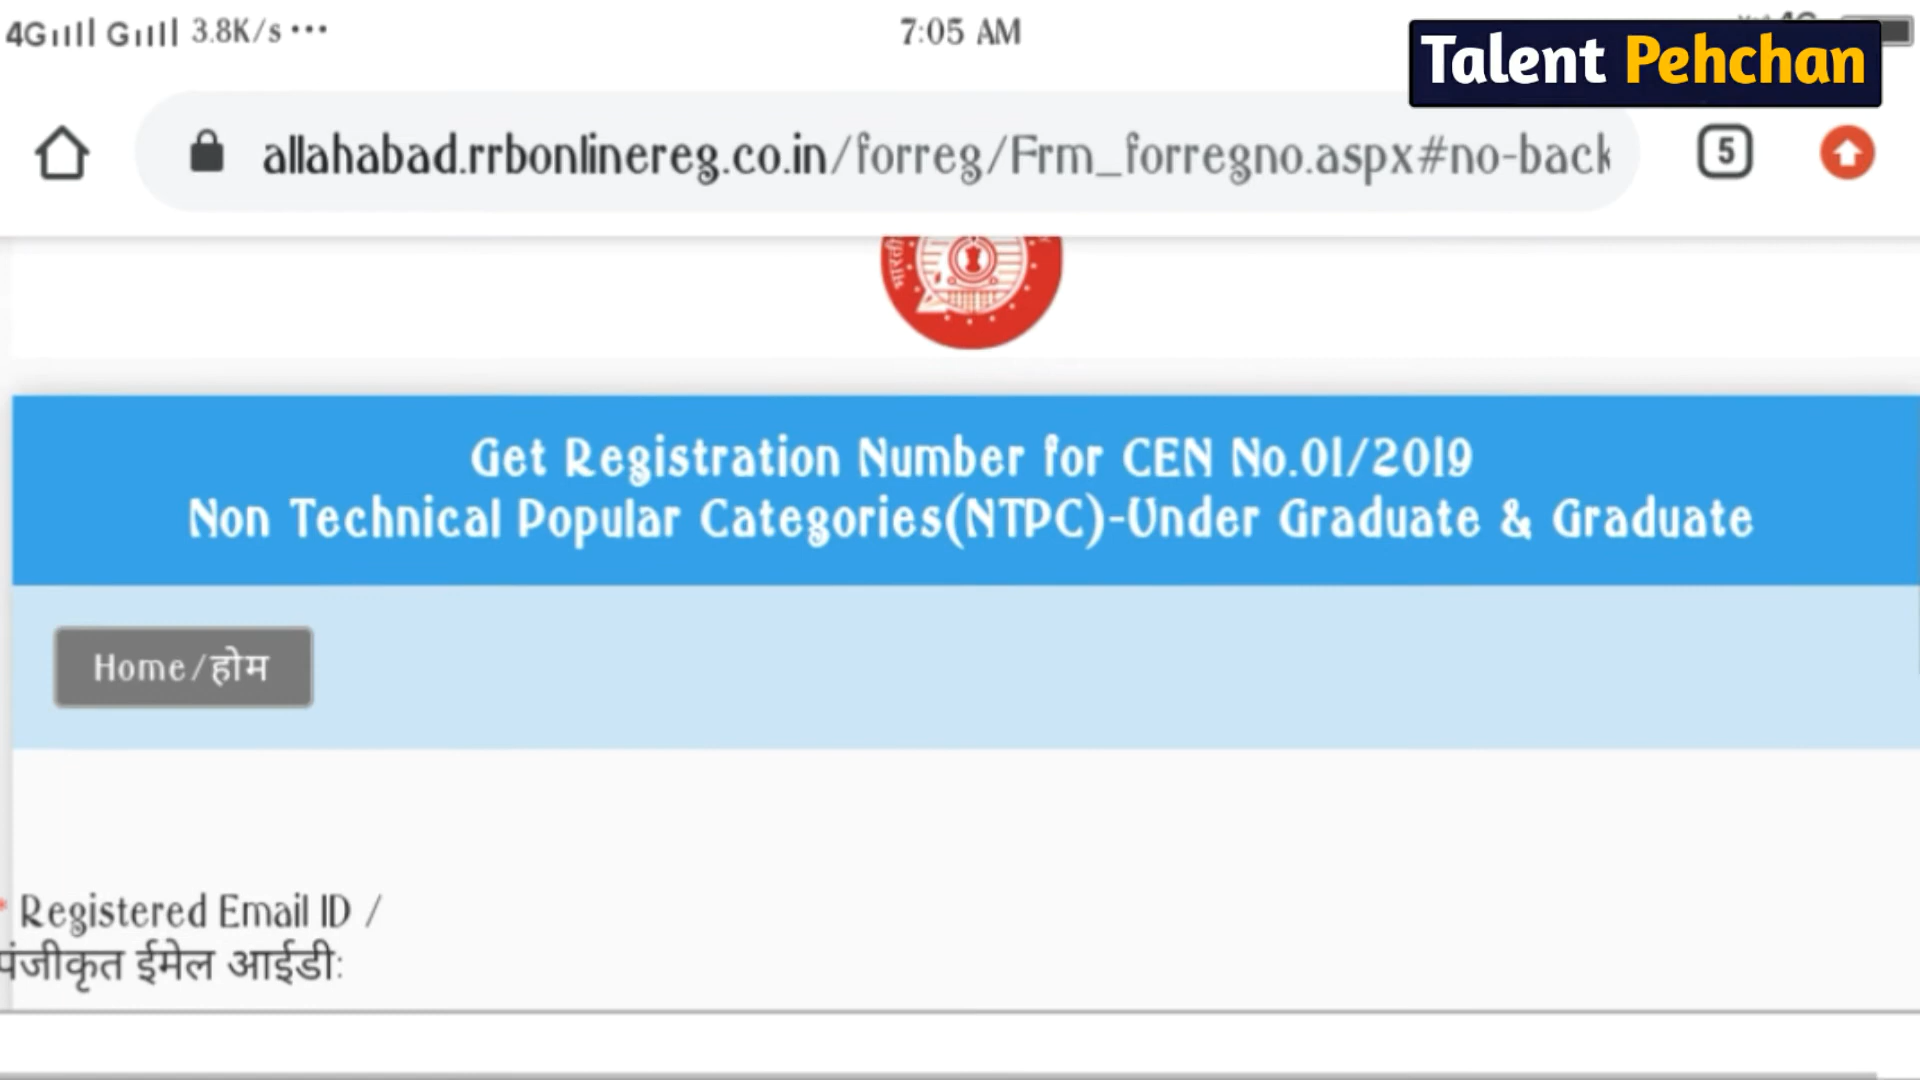 4G G 3.8K/s ... 7:05 AM
Talent Pehchan
allahabad.rrbonlinereg.co.in/forreg/Frm_forregno.aspx#no-back
5
Get Registration Number for CEN No.01/2019
Non Technical Popular Categories(NTPC)-Under Graduate & Graduate
Home/होम
* Registered Email ID /
पंजीकृत ईमेल आईडी: